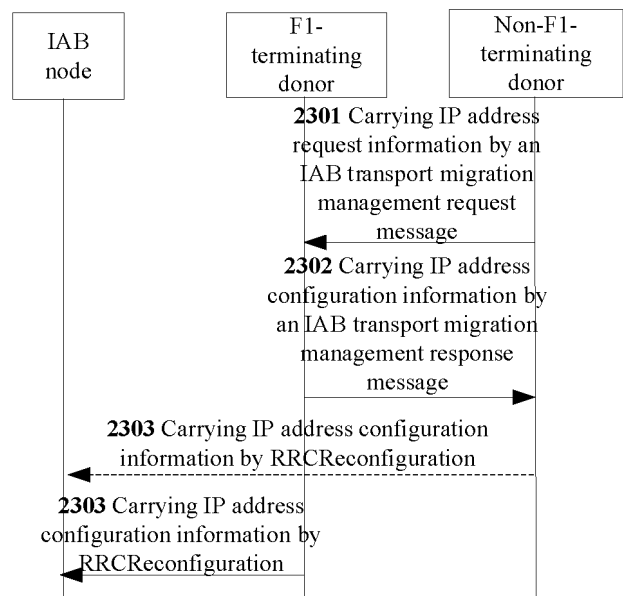 IAB
node
F1-
terminating
donor
Non-F1-
terminating
donor
2301 Carrying IP address
request information by an
IAB transport migration
management request
message
2302 Carrying IP address
configuration information by
an IAB transport migration
management response
message
2303 Carrying IP address configuration
information by RRCReconfiguration
2303 Carrying IP address
configuration information by
RRCReconfiguration